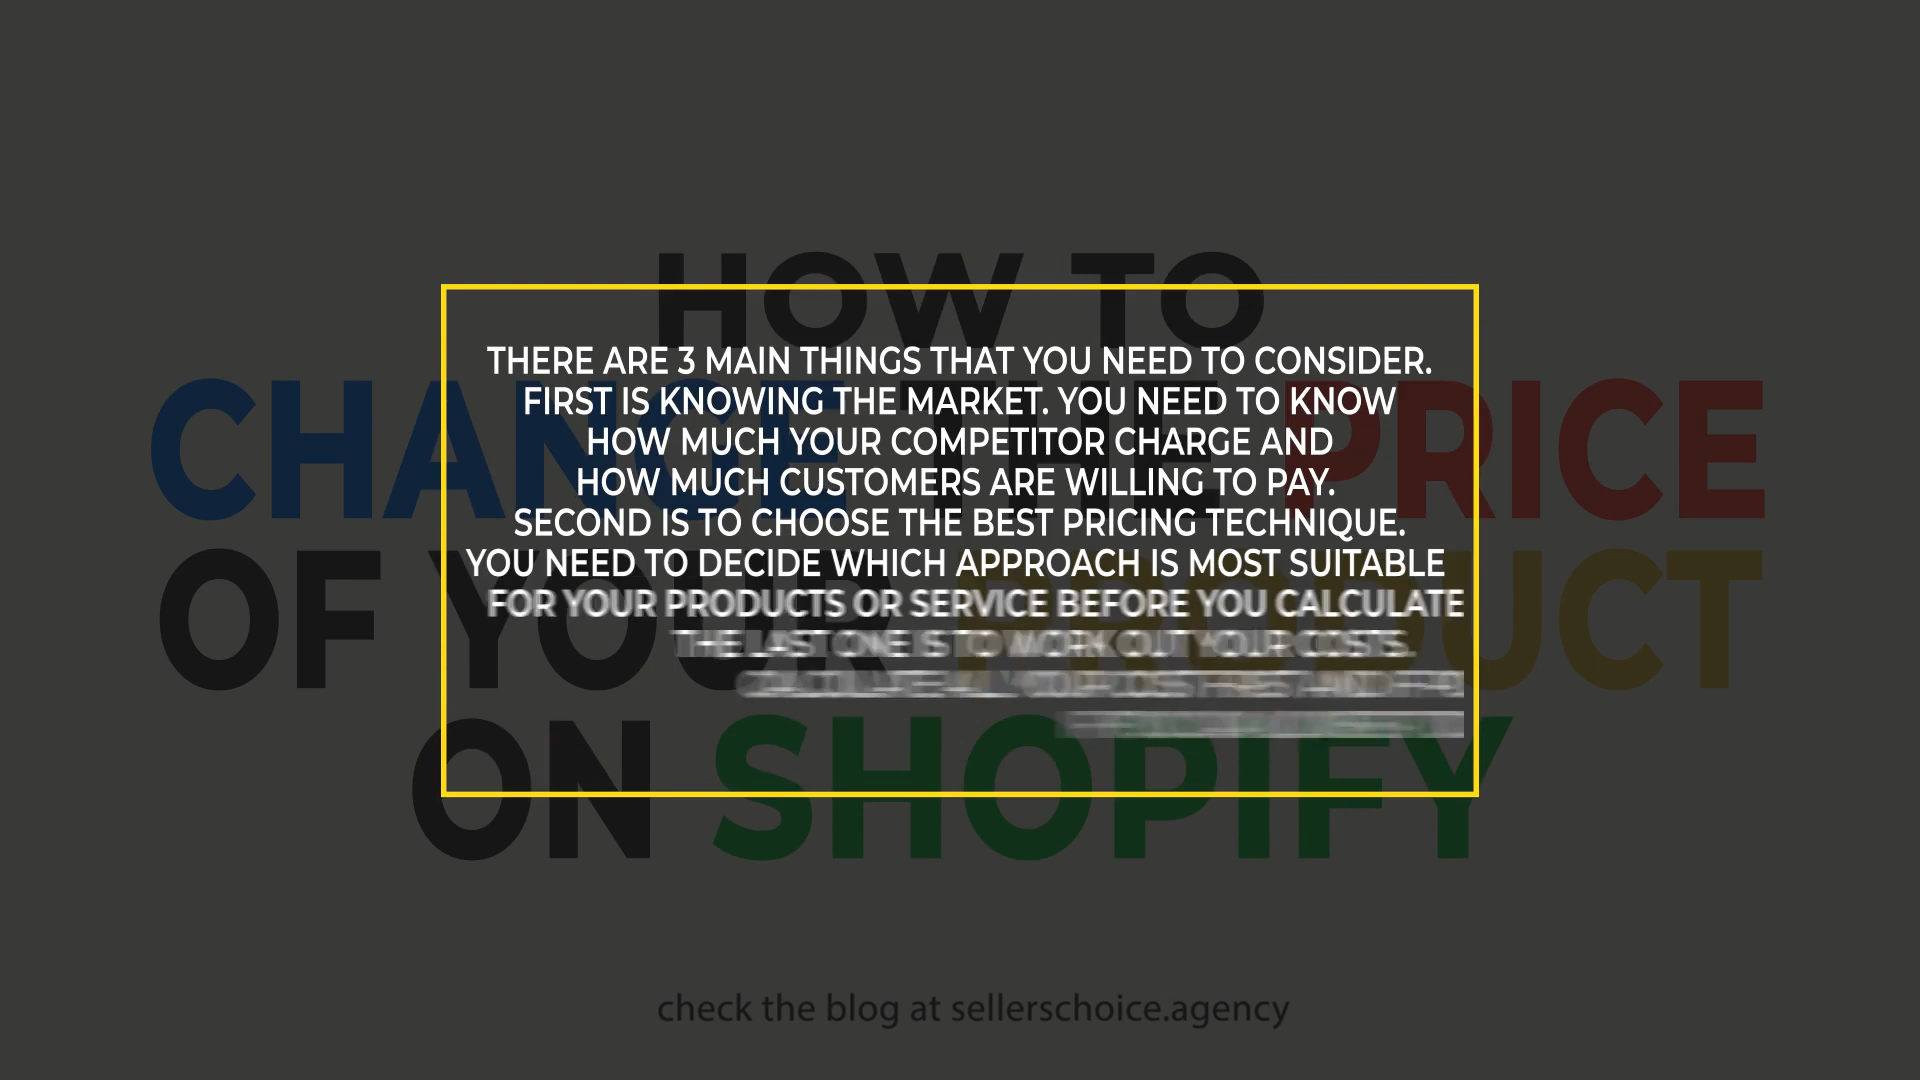 HOW TO
CHANGE THE PRICE
OF YOUR PRODUCT
ON SHOPIFY
THERE ARE 3 MAIN THINGS THAT YOU NEED TO CONSIDER.
FIRST IS KNOWING THE MARKET. YOU NEED TO KNOW
HOW MUCH YOUR COMPETITOR CHARGE AND
HOW MUCH CUSTOMERS ARE WILLING TO PAY.
SECOND IS TO CHOOSE THE BEST PRICING TECHNIQUE.
YOU NEED TO DECIDE WHICH APPROACH IS MOST SUITABLE
FOR YOUR PRODUCTS OR SERVICE BEFORE YOU CALCULATE
THE LAST ONE IS TO WORK OUT YOUR COSTS.
check the blog at sellerschoice.agency